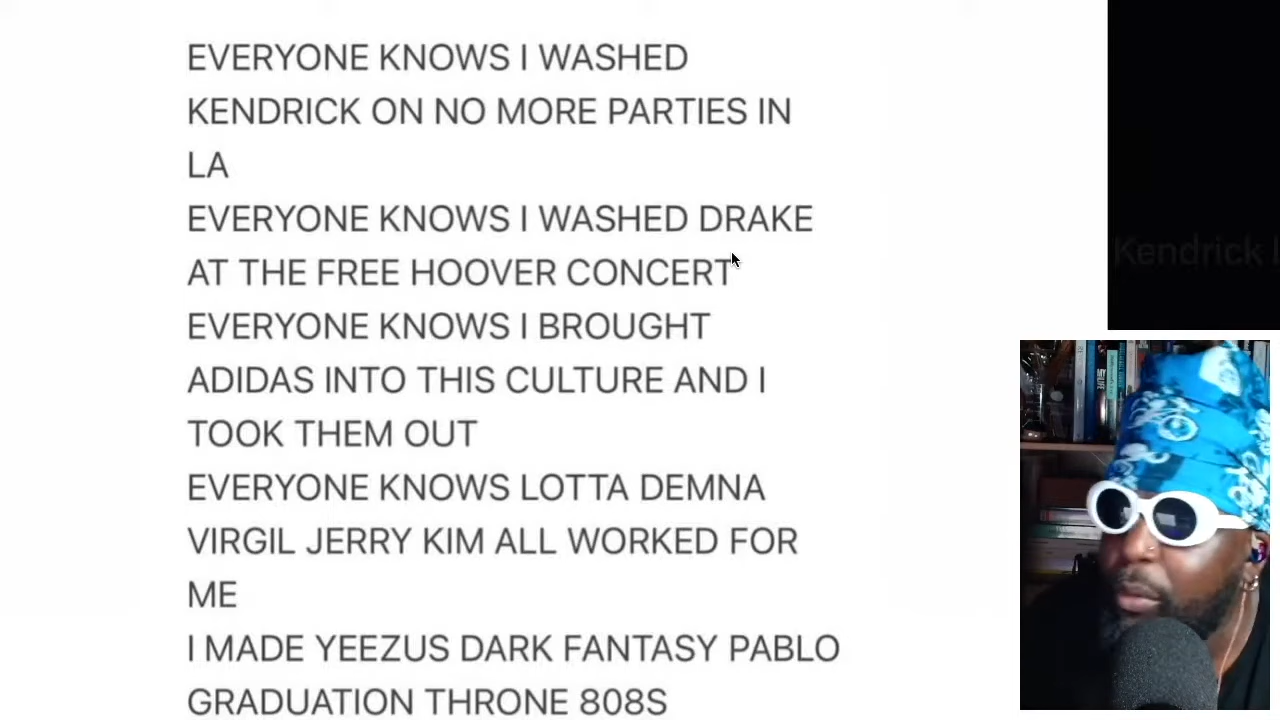 EVERYONE KNOWS I WASHED
KENDRICK ON NO MORE PARTIES IN
LA
EVERYONE KNOWS I WASHED DRAKE
AT THE FREE HOOVER CONCERT
EVERYONE KNOWS I BROUGHT
ADIDAS INTO THIS CULTURE AND I
TOOK THEM OUT
EVERYONE KNOWS LOTTA DEMNA
VIRGIL JERRY KIM ALL WORKED FOR
ME
I MADE YEEZUS DARK FANTASY PABLO
GRADUATION THRONE 808S
Kendrick